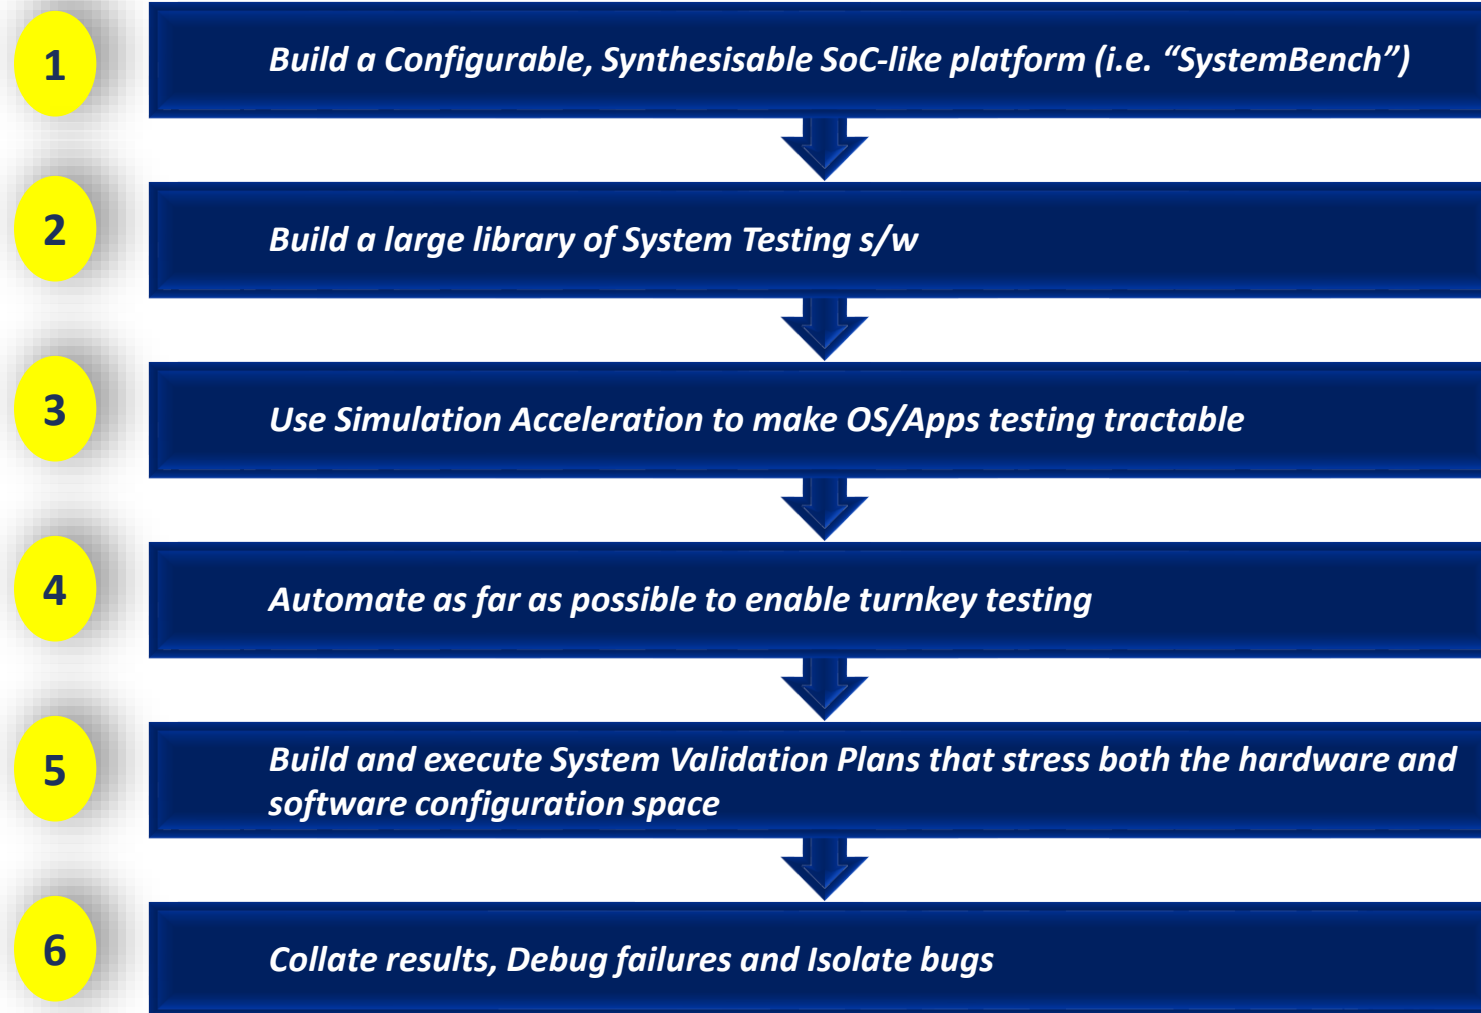 1
Build a Configurable, Synthesisable SoC-like platform (i.e. “SystemBench”)
2
Build a large library of System Testing s/w
3
Use Simulation Acceleration to make OS/Apps testing tractable
4
Automate as far as possible to enable turnkey testing
5
Build and execute System Validation Plans that stress both the hardware and
software configuration space
6
Collate results, Debug failures and Isolate bugs